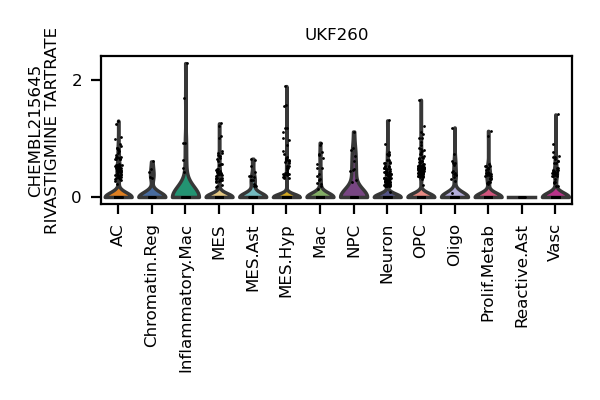 UKF260
CHEMBL215645
RIVASTIGMINE TARTRATE
2
0
AC
Chromatin.Reg
Inflammatory.Mac
MES
MES.Ast
MES.Hyp
Mac
NPC
Neuron
OPC
Oligo
Prolif.Metab
Reactive.Ast
Vasc